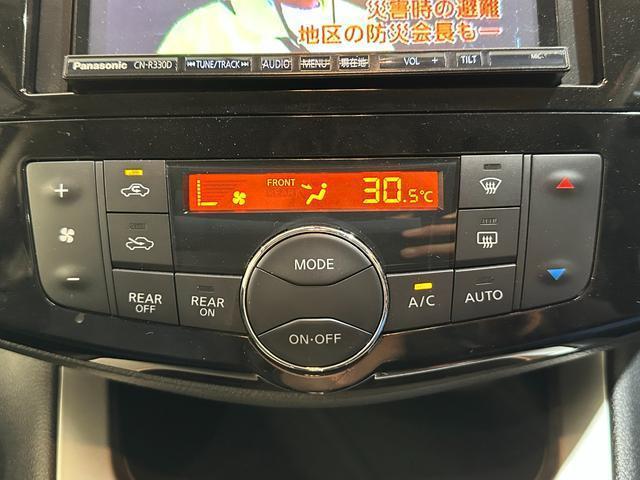 災害時の避難
地区の防災会長も一
Panasonic CN-R330D TUNE/TRACK AUDIO MENU 現在地 VOL + TILT MIC
FRONT 30.5℃
MODE
REAR OFF
REAR ON
A/C
AUTO
ON·OFF